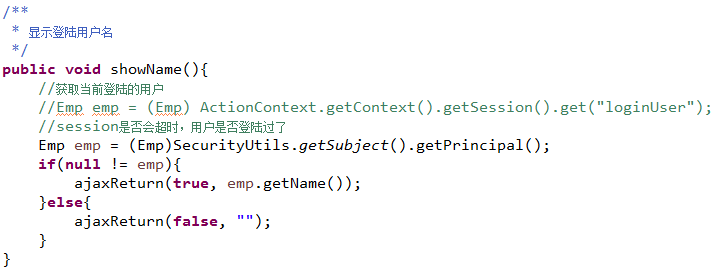 /**
 * 显示登陆用户名
 */
public void showName(){
    //获取当前登陆的用户
    //Emp emp = (Emp) ActionContext.getContext().getSession().get("loginUser");
    //session是否会超时，用户是否登陆过了
    Emp emp = (Emp)SecurityUtils.getSubject().getPrincipal();
    if(null != emp){
        ajaxReturn(true, emp.getName());
    }else{
        ajaxReturn(false, "");
    }
}